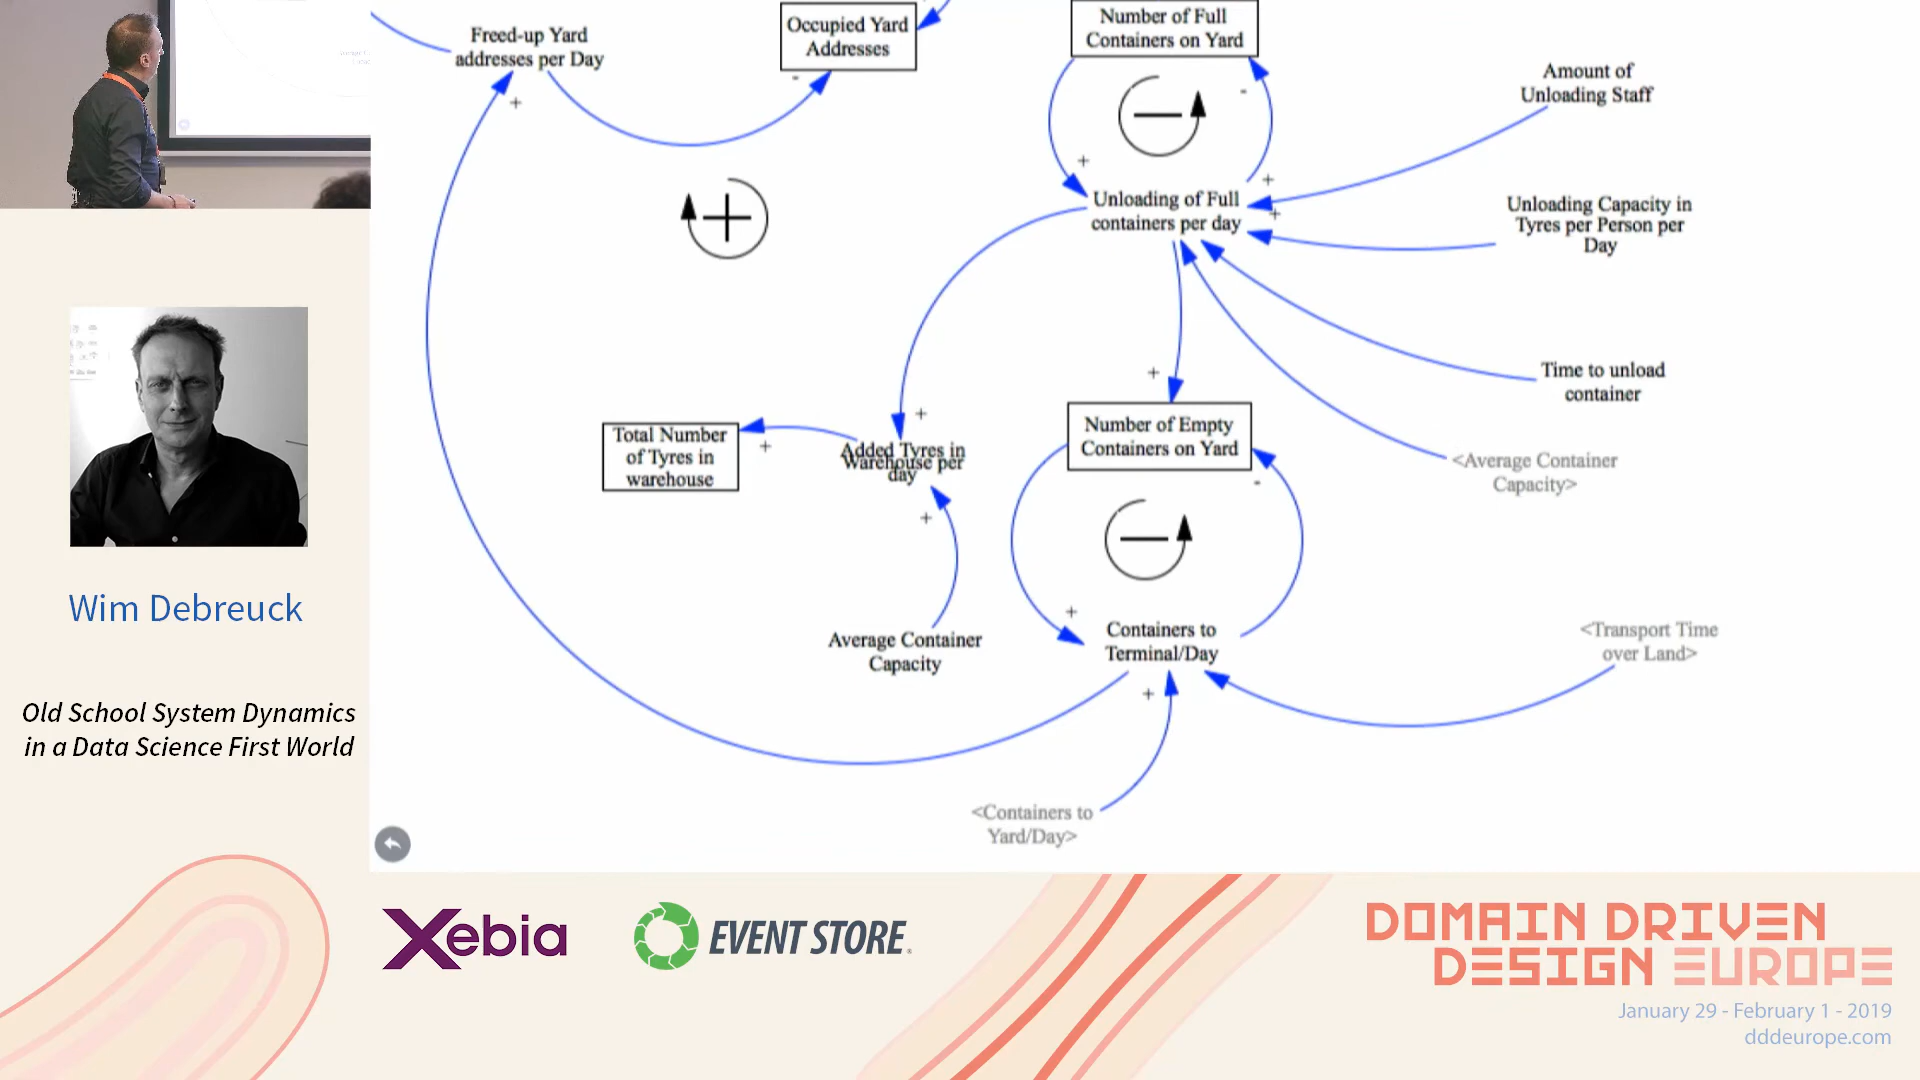 Freed-up Yard
addresses per Day
Occupied Yard
Addresses
-
+
Number of Full
Containers on Yard
-
+
Amount of
Unloading Staff
Unloading of Full
containers per day
+
+
Unloading Capacity in
Tyres per Person per
Day
Time to unload
container
<Average Container
Capacity>
+
Number of Empty
Containers on Yard
-
Total Number
of Tyres in
warehouse
+
+
Added Tyres in
Warehouse per
day
+
Average Container
Capacity
+
Containers to
Terminal/Day
+
<Transport Time
over Land>
<Containers to
Yard/Day>
Wim Debreuck
Old School System Dynamics
in a Data Science First World
Xebia
EVENT STORE
DOMAIN DRIVEN
DESIGN EUROPE
January 29 - February 1 - 2019
dddeurope.com